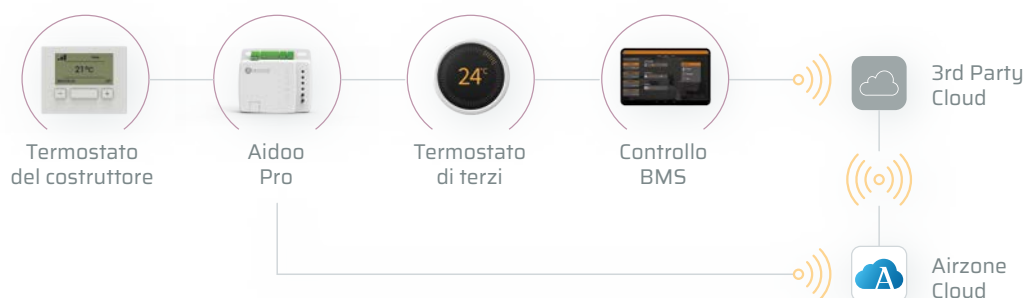 21°C
24°C
Termostato
del costruttore
Aidoo
Pro
Termostato
di terzi
Controllo
BMS
3rd Party
Cloud
Airzone
Cloud